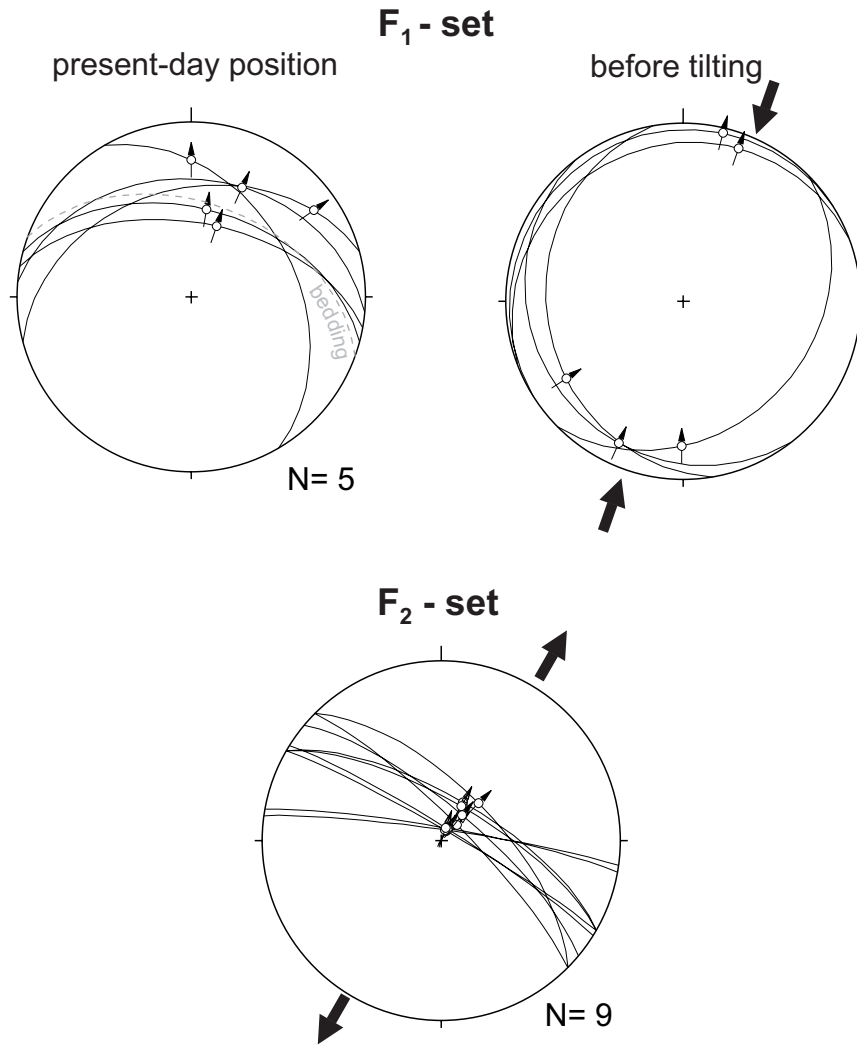 F₁ - set
present-day position
before tilting
bedding
N= 5
F₂ - set
N= 9